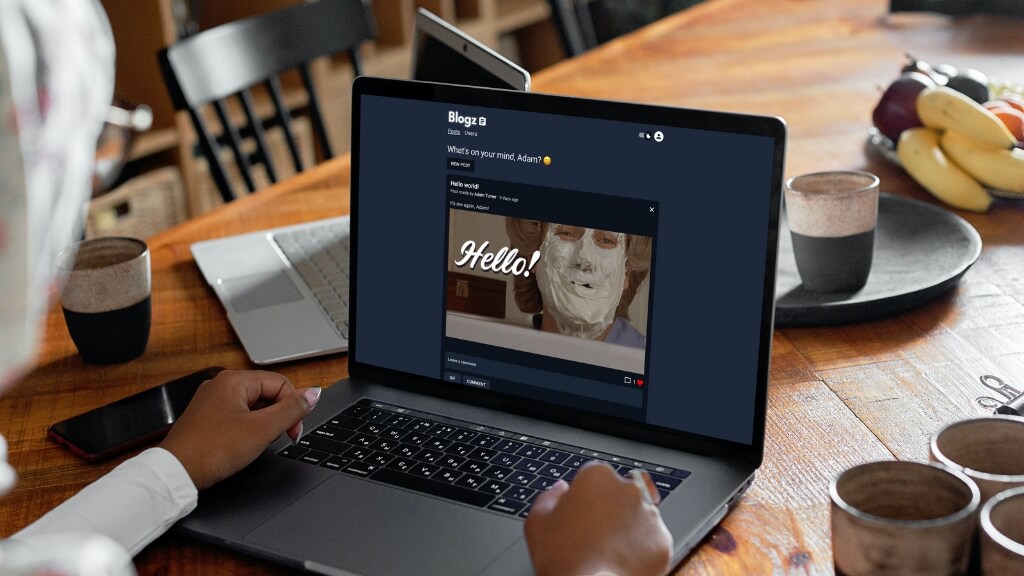 Blogz
Posts Users
What's on your mind, Adam?
NEW POST
Hello world!
Post made by Adam Turner · 5 days ago
It's me again, Adam!
Hello!
Leave a comment
1
GIF COMMENT